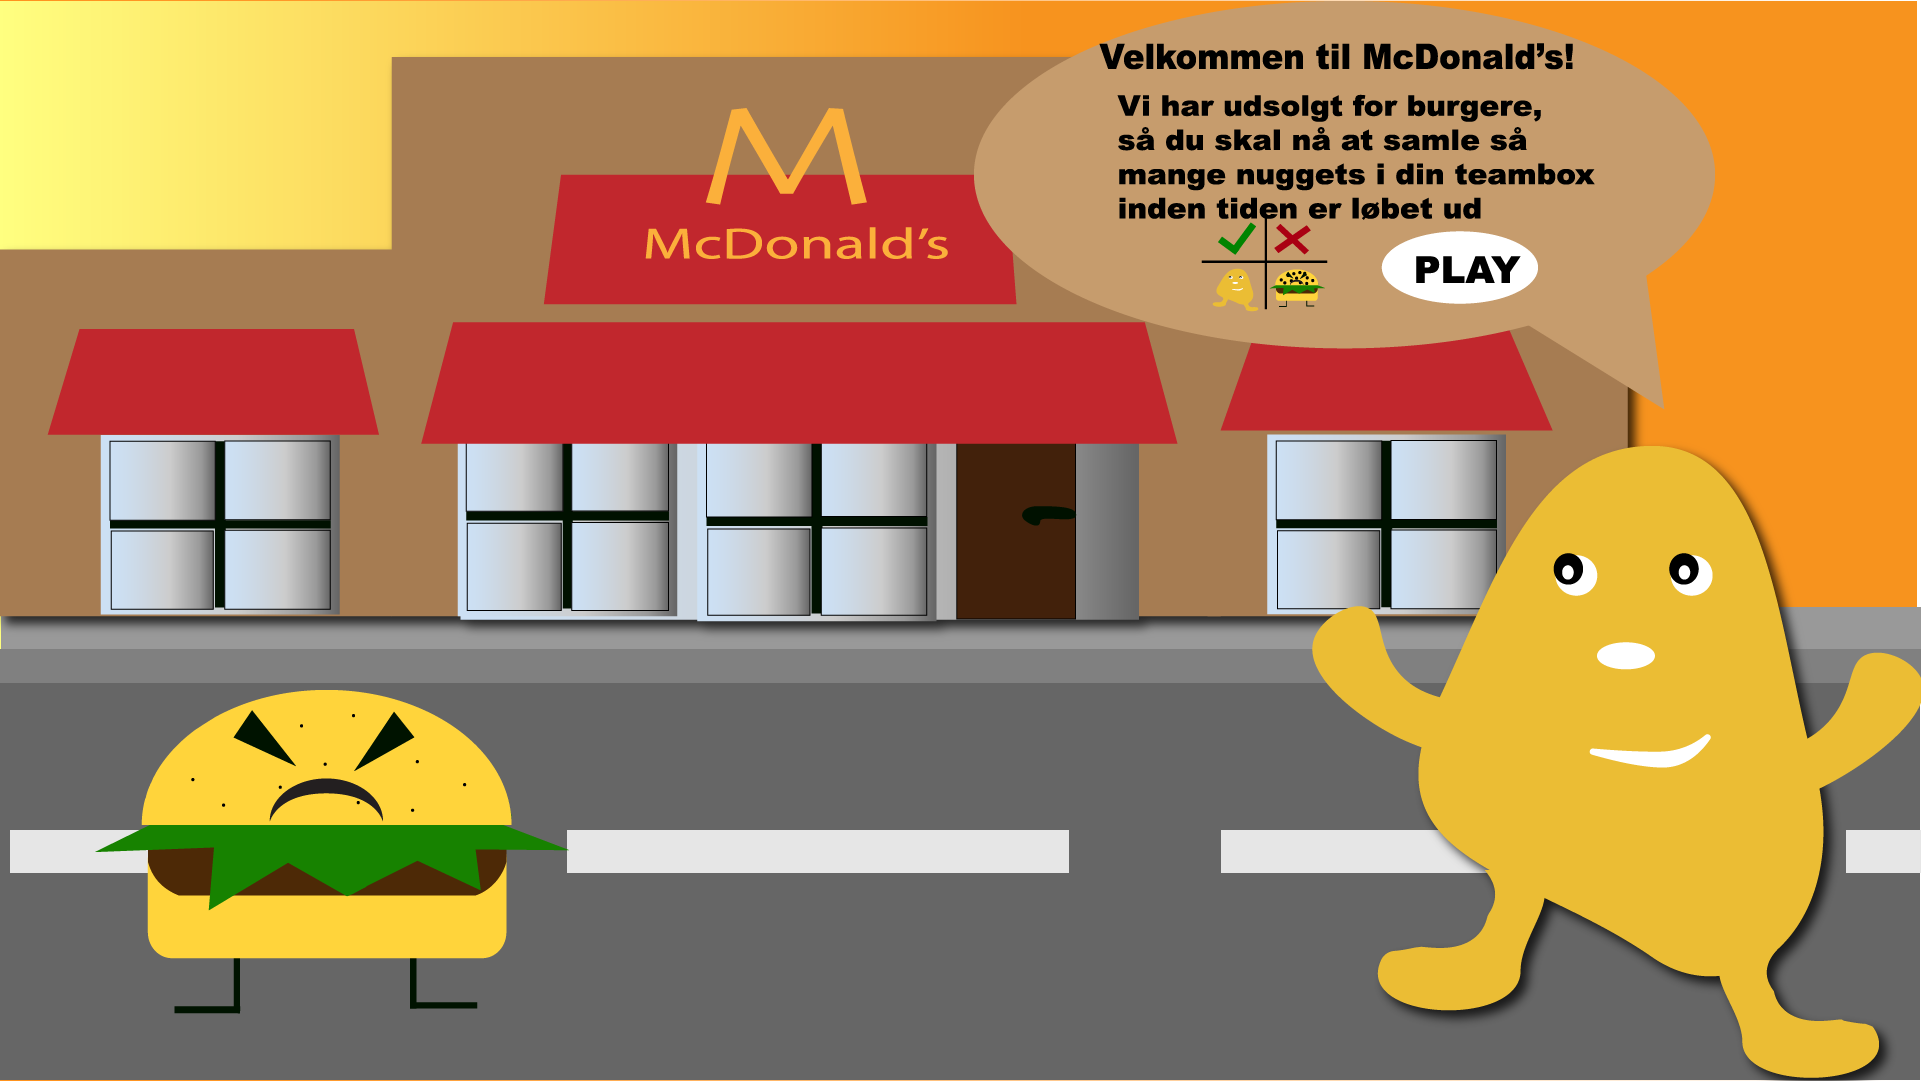 Velkommen til McDonald’s!
Vi har udsolgt for burgere,
så du skal nå at samle så
mange nuggets i din teambox
inden tiden er løbet ud
PLAY
M
McDonald’s